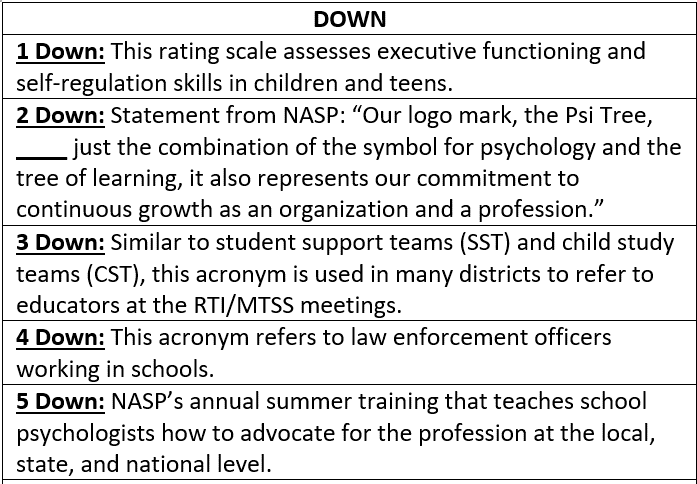 DOWN
1 Down: This rating scale assesses executive functioning and
self-regulation skills in children and teens.
2 Down: Statement from NASP: “Our logo mark, the Psi Tree,
____ just the combination of the symbol for psychology and the
tree of learning, it also represents our commitment to
continuous growth as an organization and a profession.”
3 Down: Similar to student support teams (SST) and child study
teams (CST), this acronym is used in many districts to refer to
educators at the RTI/MTSS meetings.
4 Down: This acronym refers to law enforcement officers
working in schools.
5 Down: NASP’s annual summer training that teaches school
psychologists how to advocate for the profession at the local,
state, and national level.